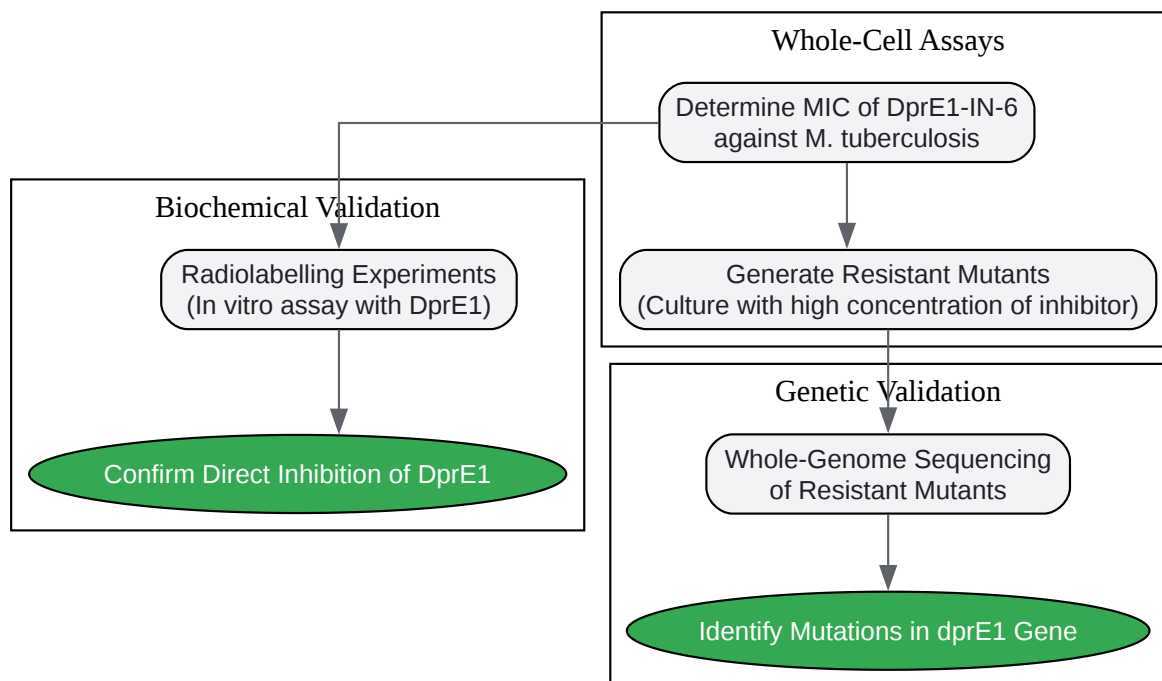 Whole-Cell Assays
Determine MIC of DprE1-IN-6
against M. tuberculosis
Biochemical Validation
Radiolabelling Experiments
(In vitro assay with DprE1)
Generate Resistant Mutants
(Culture with high concentration of inhibitor)
Genetic Validation
Confirm Direct Inhibition of DprE1
Whole-Genome Sequencing
of Resistant Mutants
Identify Mutations in dprE1 Gene